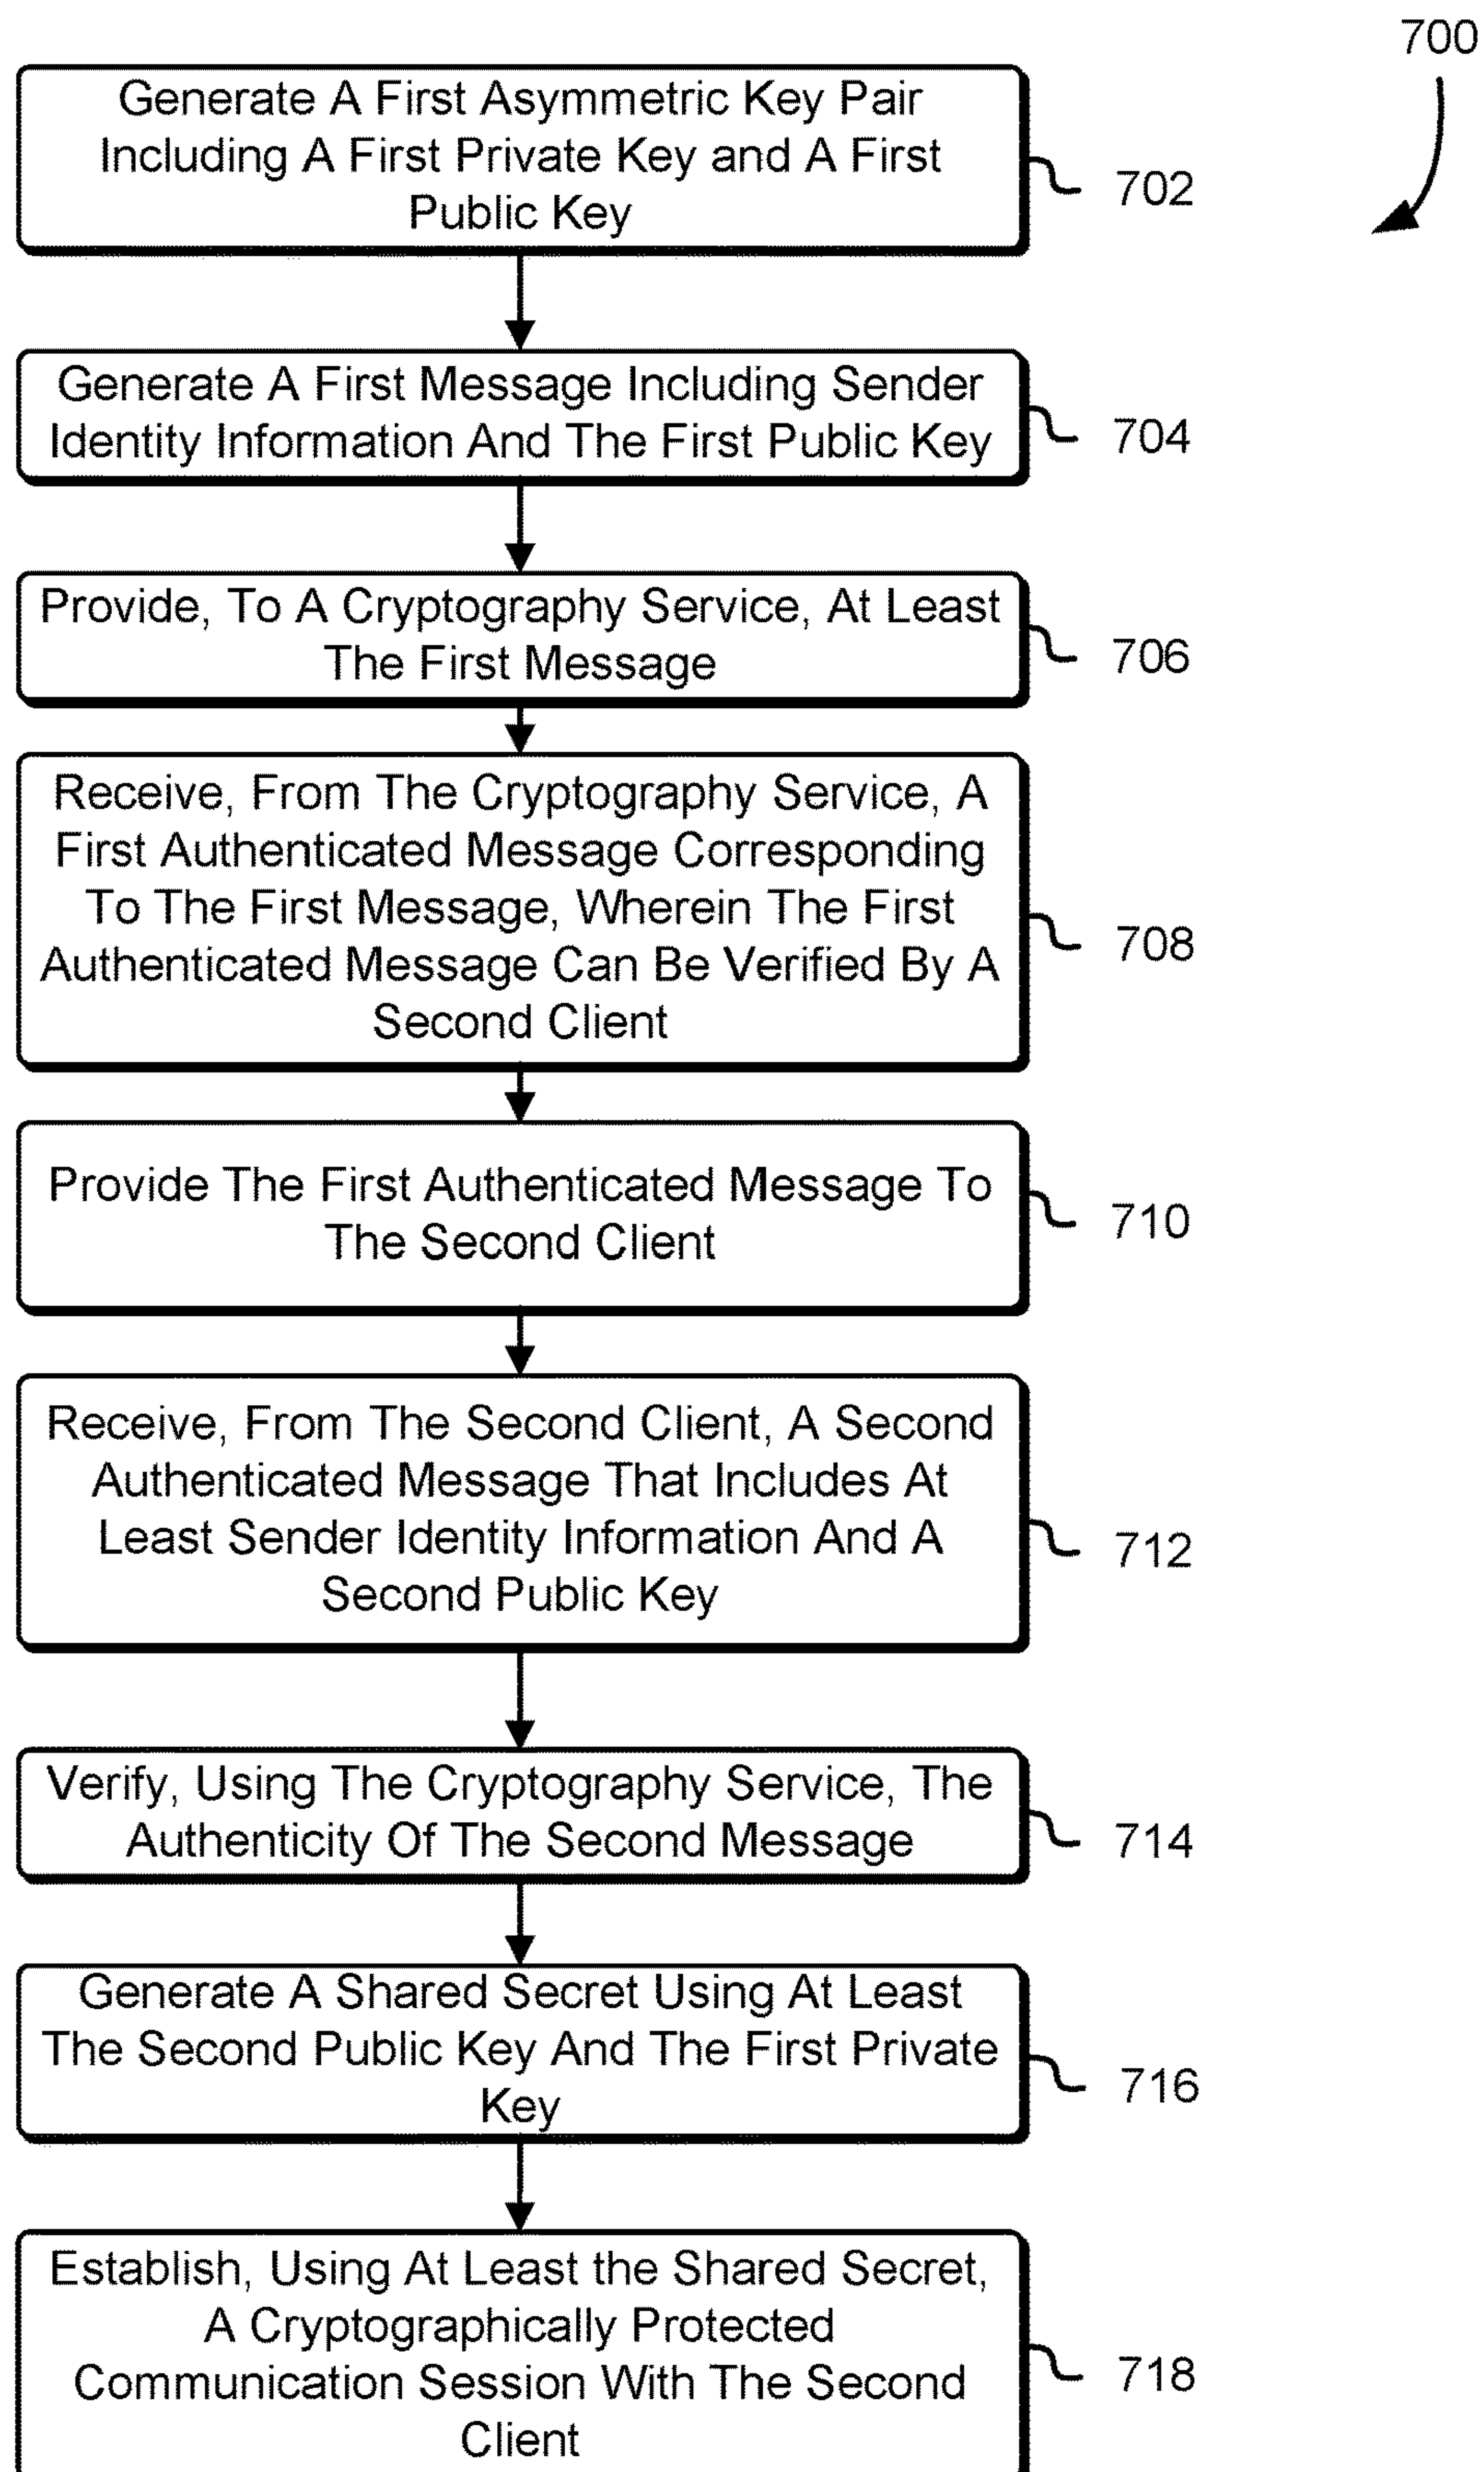 700
Generate A First Asymmetric Key Pair
Including A First Private Key and A First
Public Key
702
Generate A First Message Including Sender
Identity Information And The First Public Key
704
Provide, To A Cryptography Service, At Least
The First Message
706
Receive, From The Cryptography Service, A
First Authenticated Message Corresponding
To The First Message, Wherein The First
Authenticated Message Can Be Verified By A
Second Client
708
Provide The First Authenticated Message To
The Second Client
710
Receive, From The Second Client, A Second
Authenticated Message That Includes At
Least Sender Identity Information And A
Second Public Key
712
Verify, Using The Cryptography Service, The
Authenticity Of The Second Message
714
Generate A Shared Secret Using At Least
The Second Public Key And The First Private
Key
716
Establish, Using At Least the Shared Secret,
A Cryptographically Protected
Communication Session With The Second
Client
718